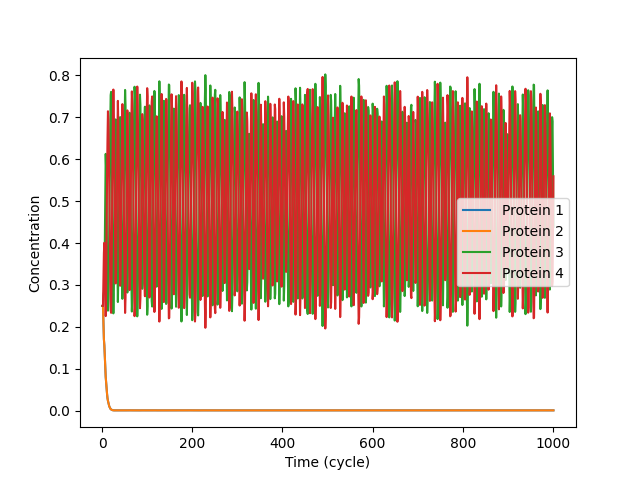 0.8
0.7
0.6
0.5
0.4
0.3
0.2
0.1
0.0
Concentration
Protein 1
Protein 2
Protein 3
Protein 4
0 200 400 600 800 1000
Time (cycle)